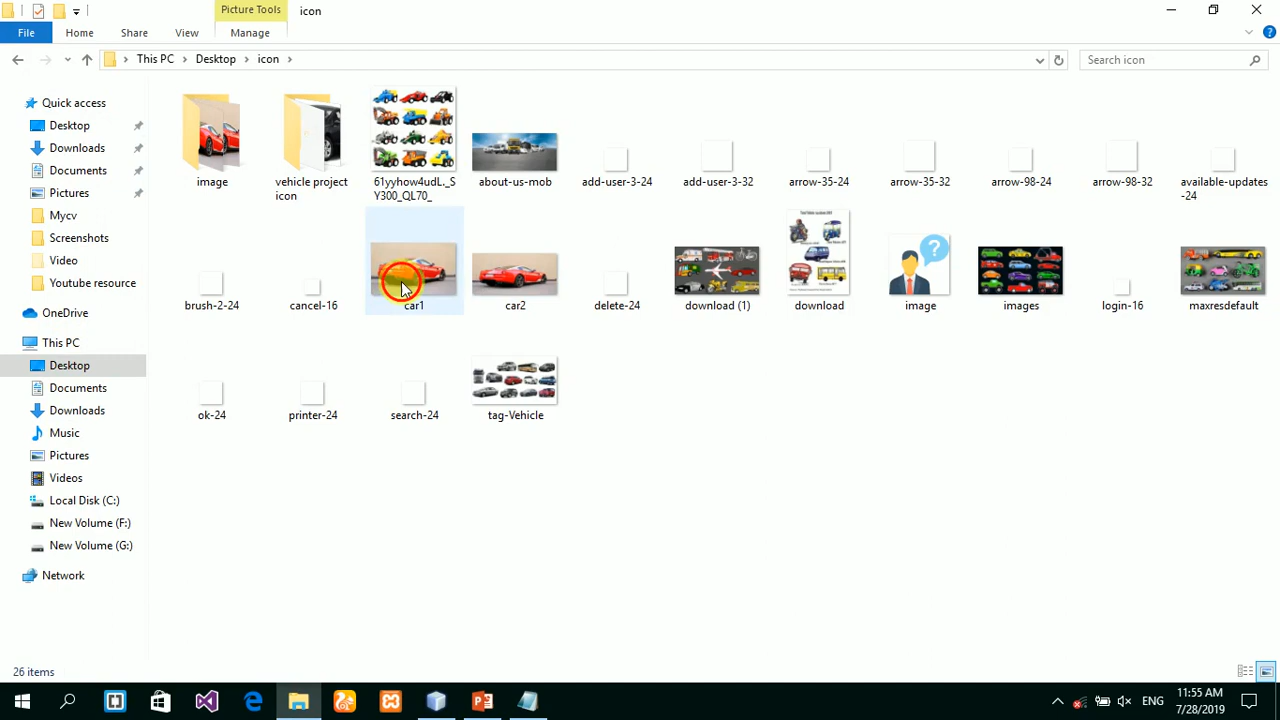 Picture Tools
icon
File
Home
Share
View
Manage
This PC
Desktop
icon
Search icon
Quick access
Desktop
Downloads
Documents
Pictures
Mycv
Screenshots
Video
Youtube resource
OneDrive
This PC
Desktop
Documents
Downloads
Music
Pictures
Videos
Local Disk (C:)
New Volume (F:)
New Volume (G:)
Network
image
vehicle project
icon
61yyhow4udL._S
Y300_QL70_
about-us-mob
add-user-3-24
add-user-3-32
arrow-35-24
arrow-35-32
arrow-98-24
arrow-98-32
available-updates
-24
brush-2-24
cancel-16
car1
car2
delete-24
download (1)
download
image
images
login-16
maxresdefault
ok-24
printer-24
search-24
tag-Vehicle
26 items
ENG
11:55 AM
7/28/2019